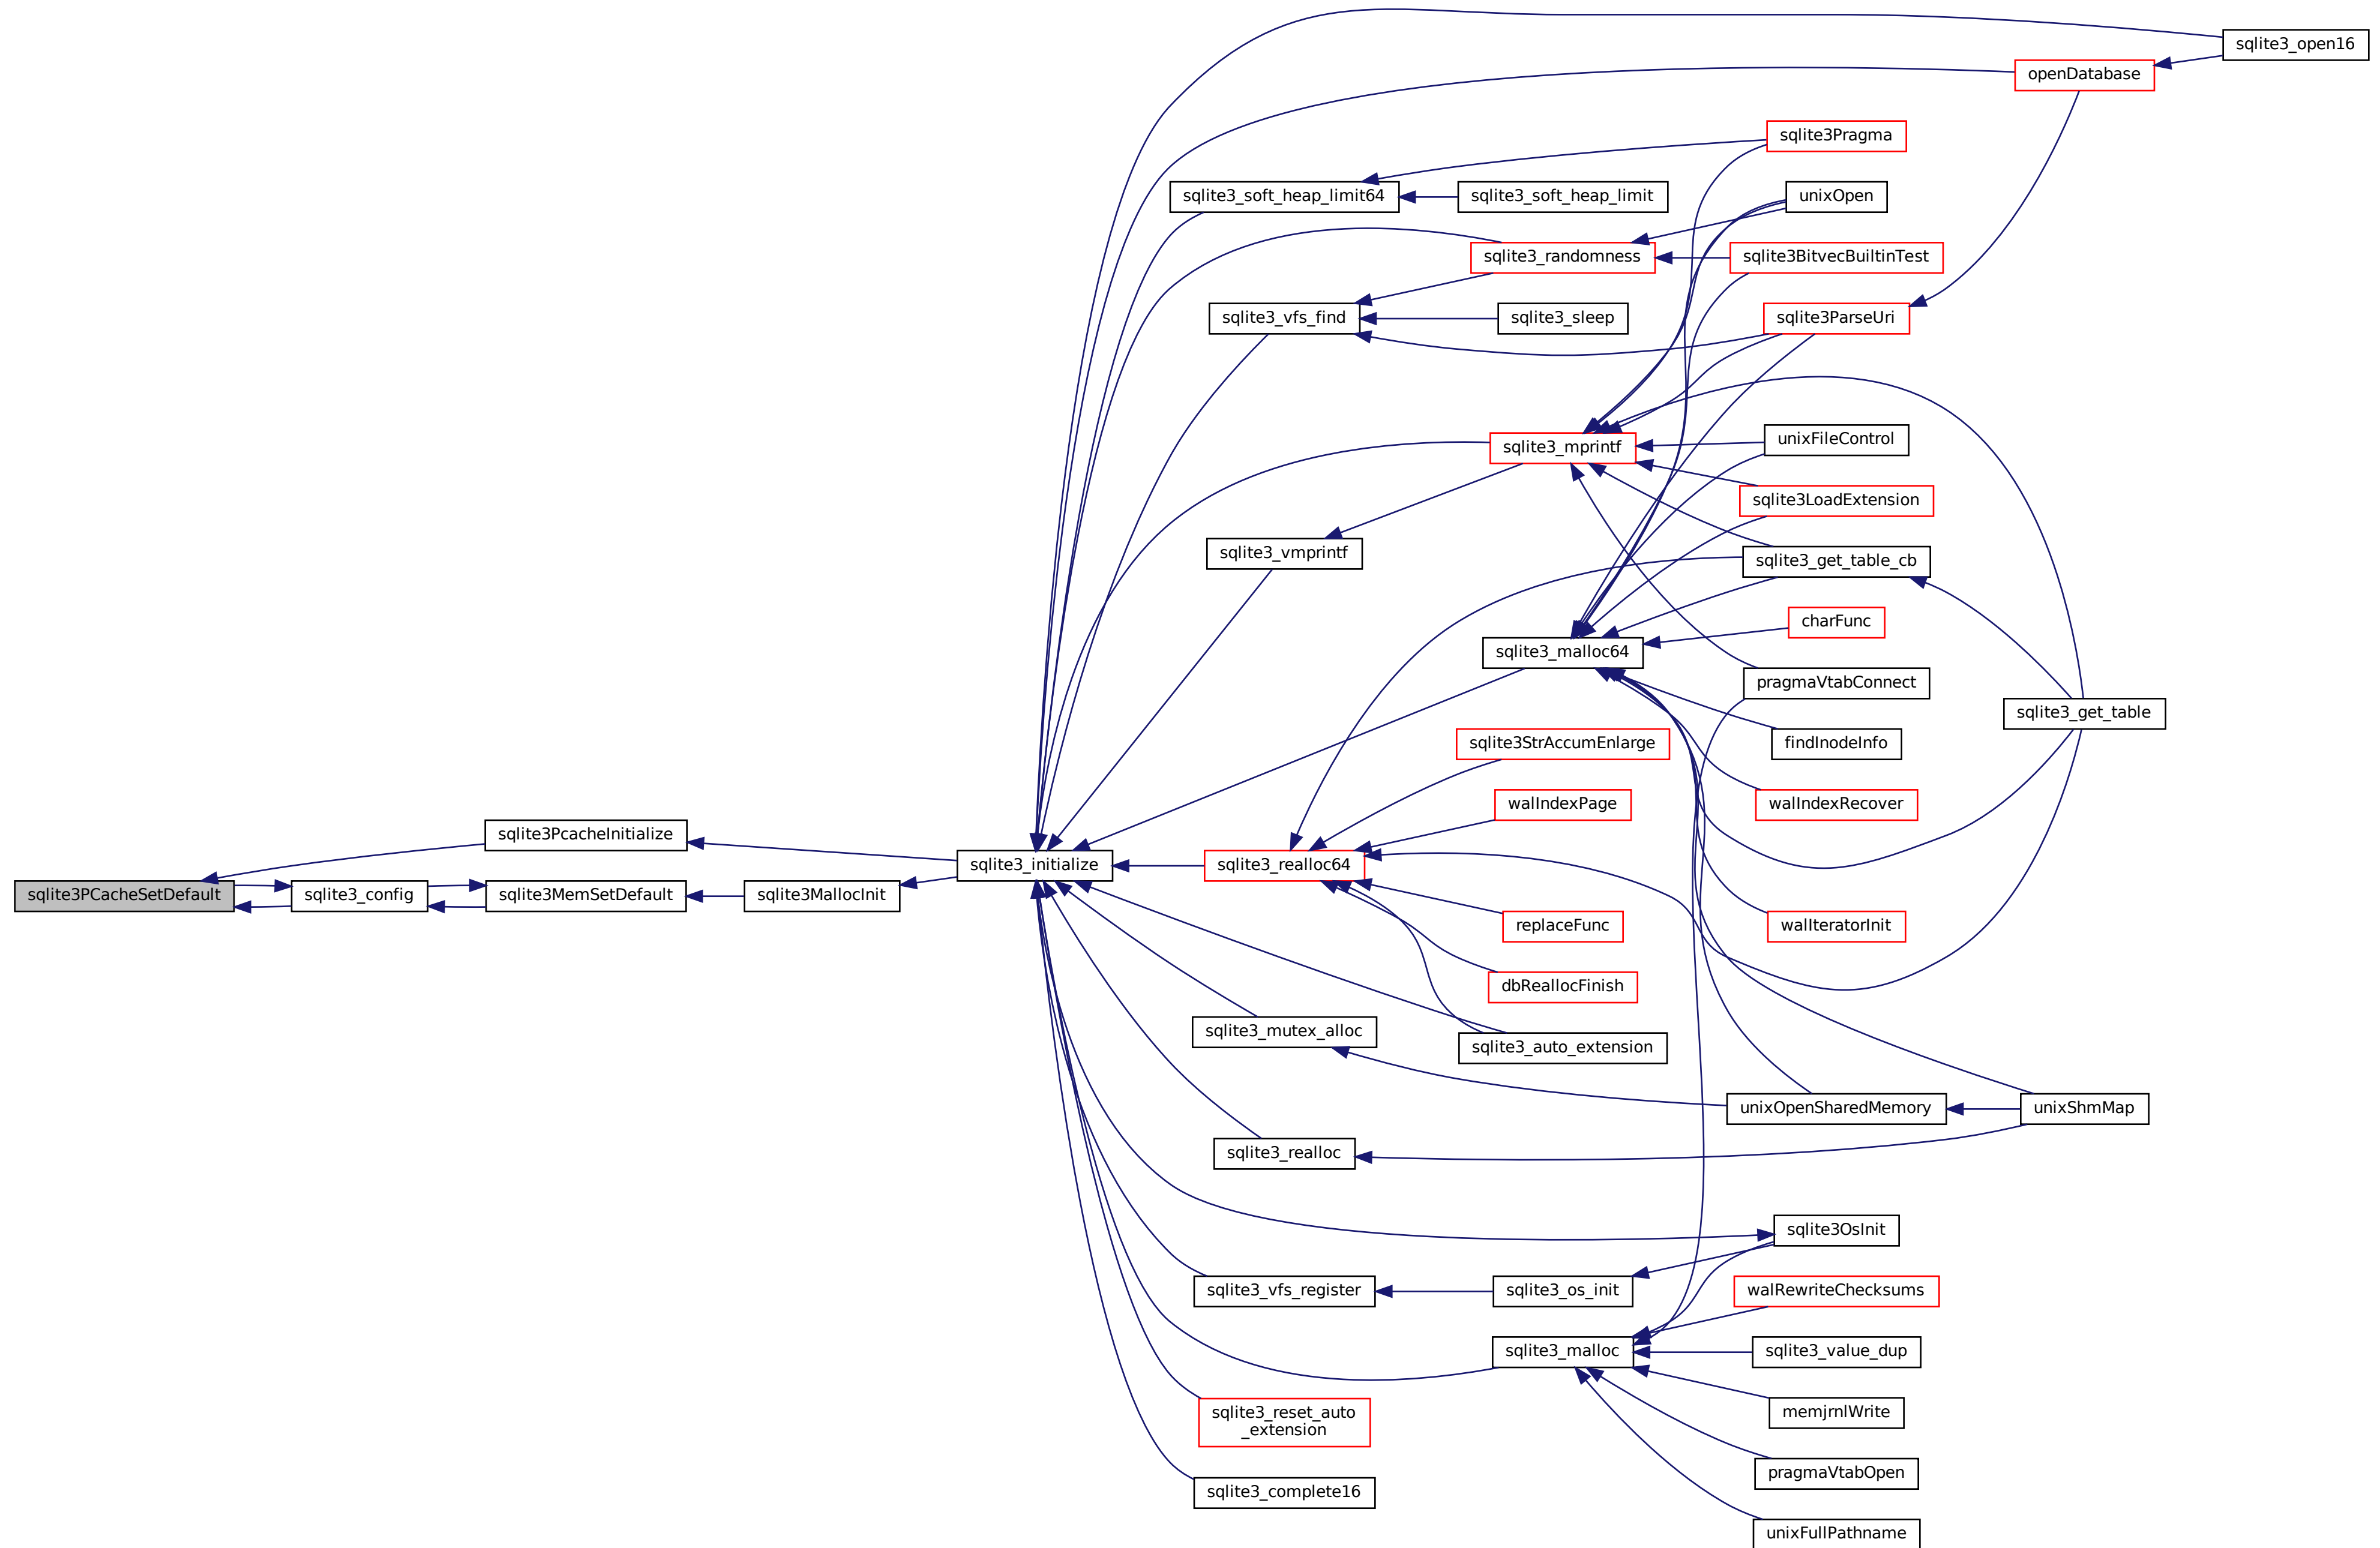 sqlite3_open16
openDatabase
sqlite3Pragma
sqlite3_soft_heap_limit64
sqlite3_soft_heap_limit
unixOpen
sqlite3_randomness
sqlite3BitvecBuiltinTest
sqlite3_vfs_find
sqlite3_sleep
sqlite3ParseUri
sqlite3_mprintf
unixFileControl
sqlite3LoadExtension
sqlite3_vmprintf
sqlite3_get_table_cb
charFunc
sqlite3_malloc64
pragmaVtabConnect
sqlite3_get_table
sqlite3StrAccumEnlarge
findInodeInfo
walIndexPage
walIndexRecover
sqlite3PcacheInitialize
sqlite3_initialize
sqlite3_realloc64
sqlite3PCacheSetDefault
sqlite3_config
sqlite3MemSetDefault
sqlite3MallocInit
replaceFunc
walIteratorInit
dbReallocFinish
sqlite3_mutex_alloc
sqlite3_auto_extension
unixOpenSharedMemory
unixShmMap
sqlite3_realloc
sqlite3OsInit
sqlite3_vfs_register
sqlite3_os_init
walRewriteChecksums
sqlite3_malloc
sqlite3_value_dup
sqlite3_reset_auto
_extension
memjrnlWrite
pragmaVtabOpen
sqlite3_complete16
unixFullPathname